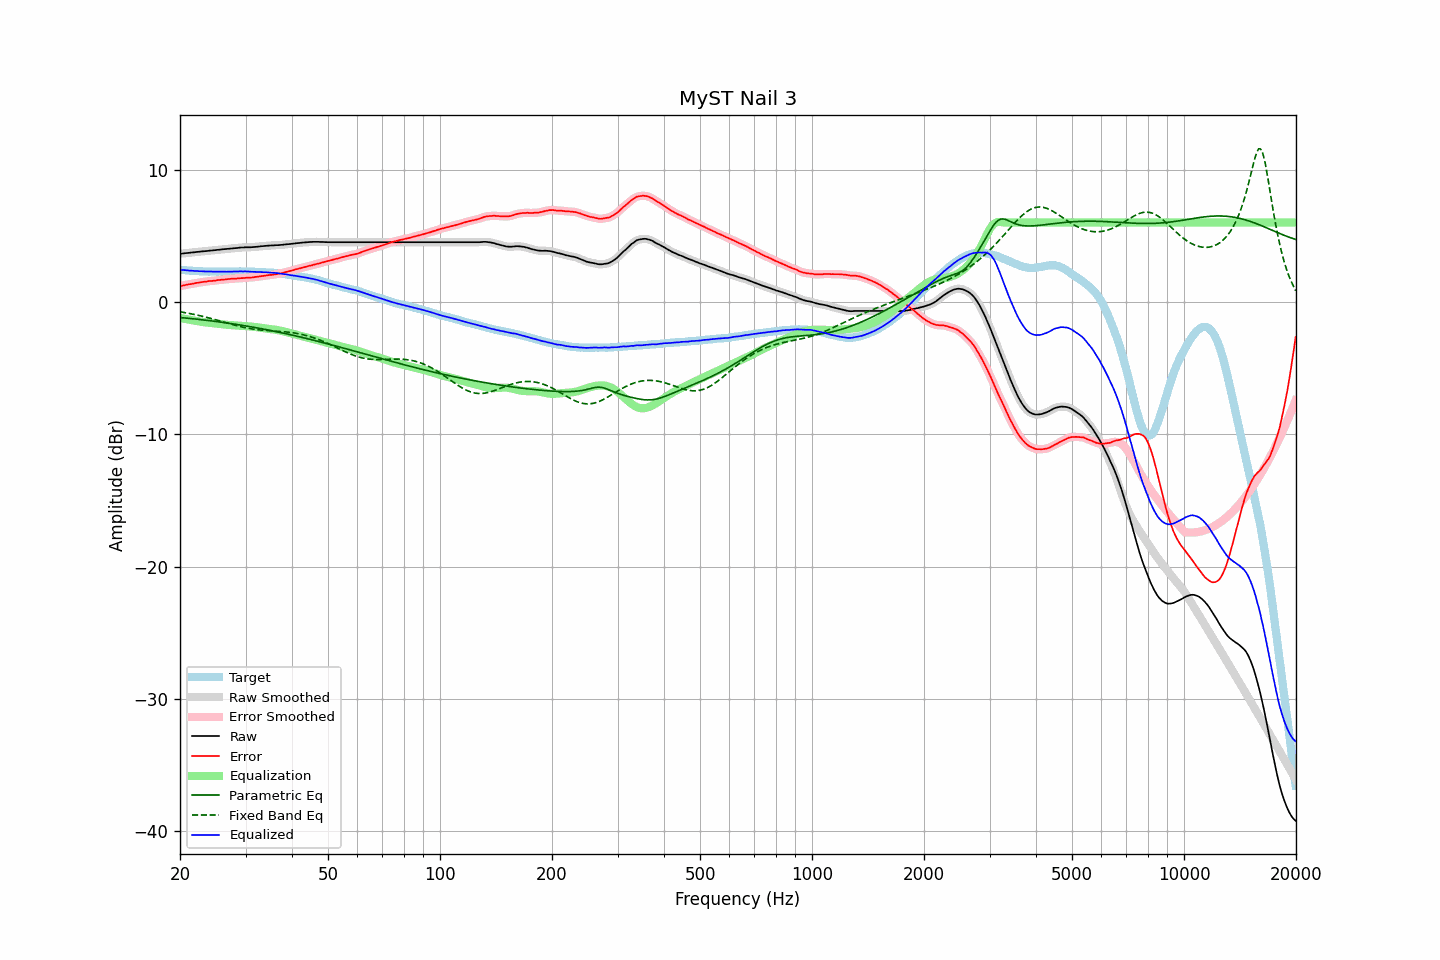 MyST Nail 3
10
0
−10
−20
−30
−40
Amplitude (dBr)
Target
Raw Smoothed
Error Smoothed
Raw
Error
Equalization
Parametric Eq
Fixed Band Eq
Equalized
20 50 100 200 500 1000 2000 5000 10000 20000
Frequency (Hz)